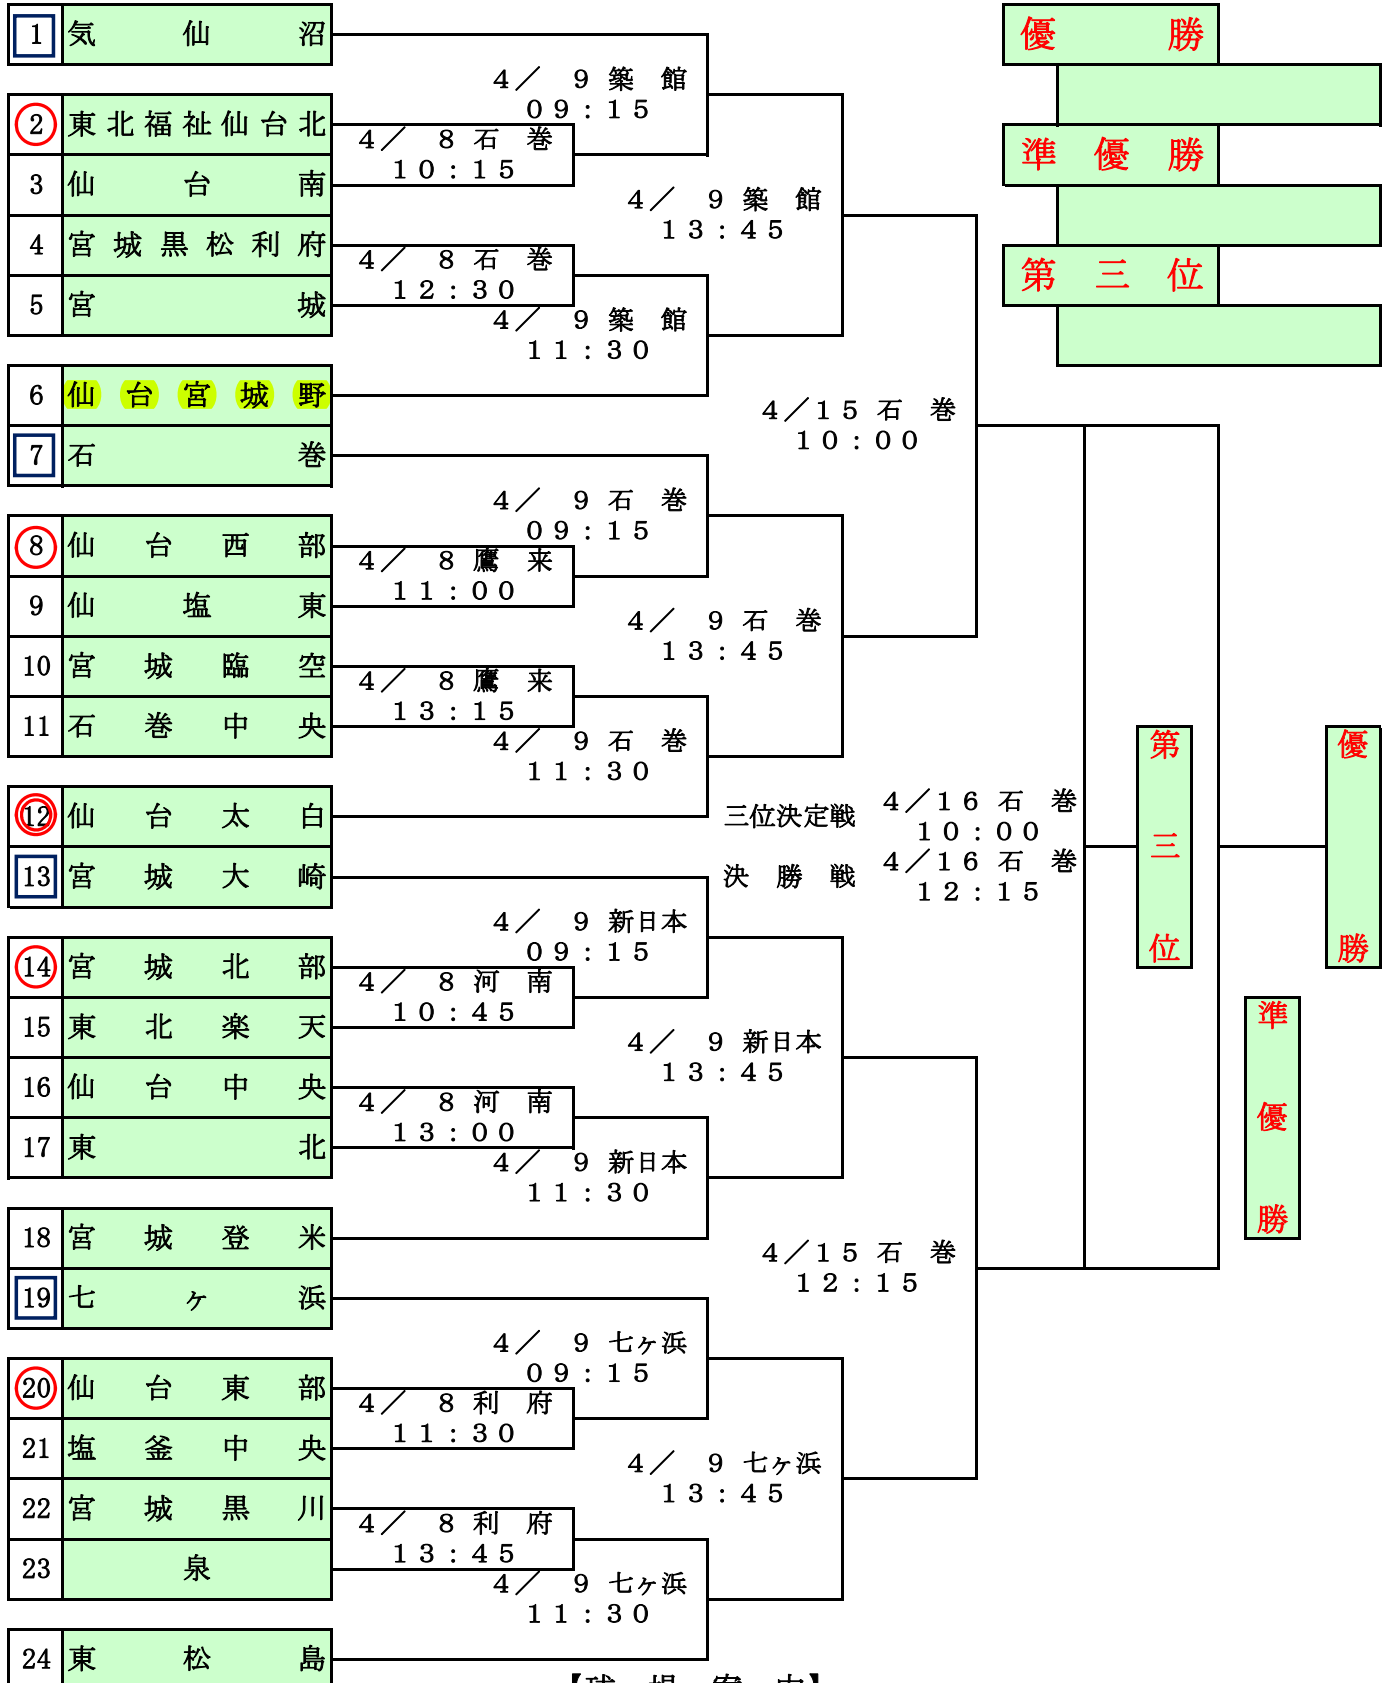 1 気仙沼
2 東北福祉仙台北
3 仙台南
4 宮城黒松利府
5 宮城
6 仙台宮城野
7 石巻
8 仙台西部
9 仙塩東
10 宮城臨空
11 石巻中央
12 仙台太白
13 宮城大崎
14 宮城北部
15 東北楽天
16 仙台中央
17 東北
18 宮城登米
19 七ヶ浜
20 仙台東部
21 塩釜中央
22 宮城黒川
23 泉
24 東松島
4／ 8 石 巻
10：15
4／ 8 石 巻
12：30
4／ 8 鷹 来
11：00
4／ 8 鷹 来
13：15
4／ 8 河 南
10：45
4／ 8 河 南
13：00
4／ 8 利 府
11：30
4／ 8 利 府
13：45
4／ 9 築 館
09：15
4／ 9 築 館
11：30
4／ 9 石 巻
09：15
4／ 9 石 巻
11：30
4／ 9 新日本
09：15
4／ 9 新日本
11：30
4／ 9 七ヶ浜
09：15
4／ 9 七ヶ浜
11：30
4／ 9 築 館
13：45
4／ 9 石 巻
13：45
4／ 9 新日本
13：45
4／ 9 七ヶ浜
13：45
4／15 石 巻
10：00
4／15 石 巻
12：15
三位決定戦 4／16 石 巻
10：00
決勝戦 4／16 石 巻
12：15
優勝
準優勝
第三位
第三位
優勝
準優勝